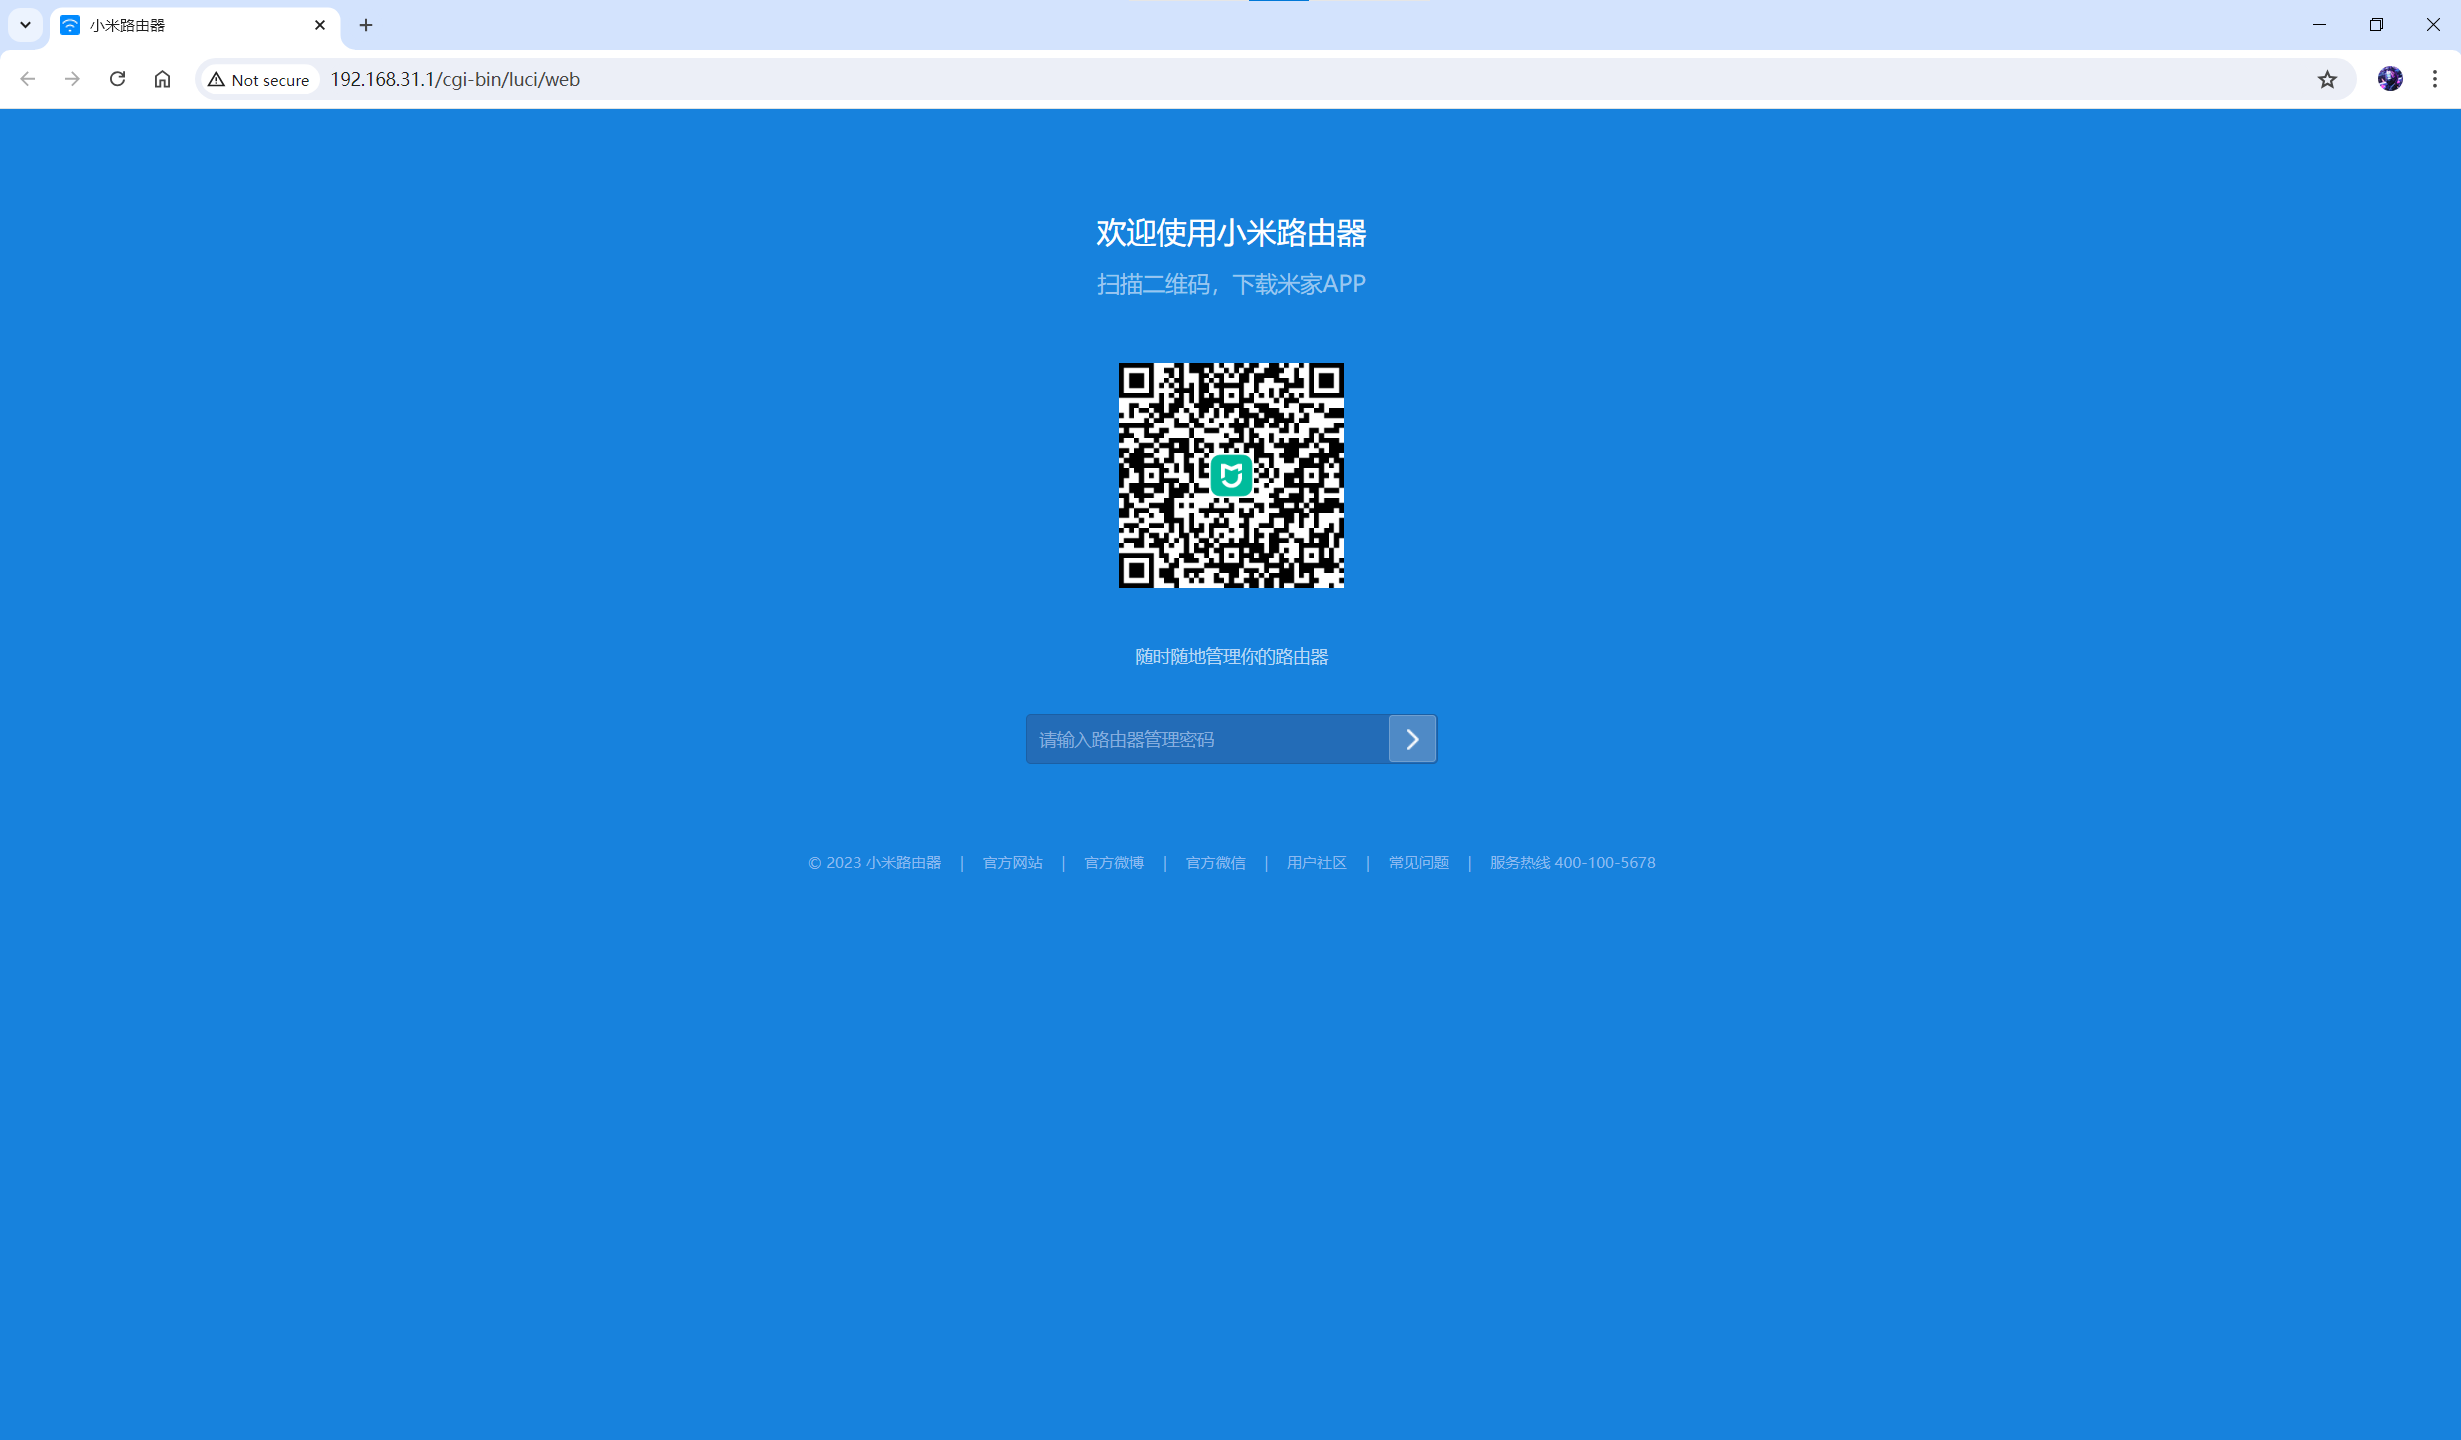 小米路由器
Not secure
192.168.31.1/cgi-bin/luci/web
欢迎使用小米路由器
扫描二维码，下载米家APP
随时随地管理你的路由器
请输入路由器管理密码
© 2023 小米路由器 | 官方网站 | 官方微博 | 官方微信 | 用户社区 | 常见问题 | 服务热线 400-100-5678